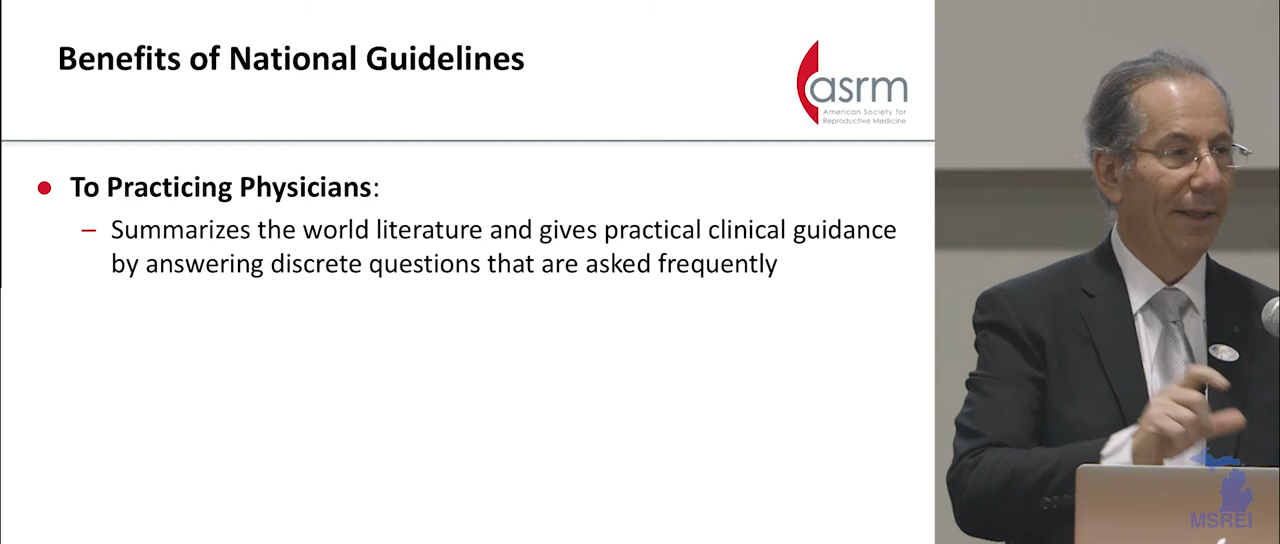 Benefits of National Guidelines
asrm
American Society for
Reproductive Medicine
● To Practicing Physicians:
– Summarizes the world literature and gives practical clinical guidance
by answering discrete questions that are asked frequently
MSREI